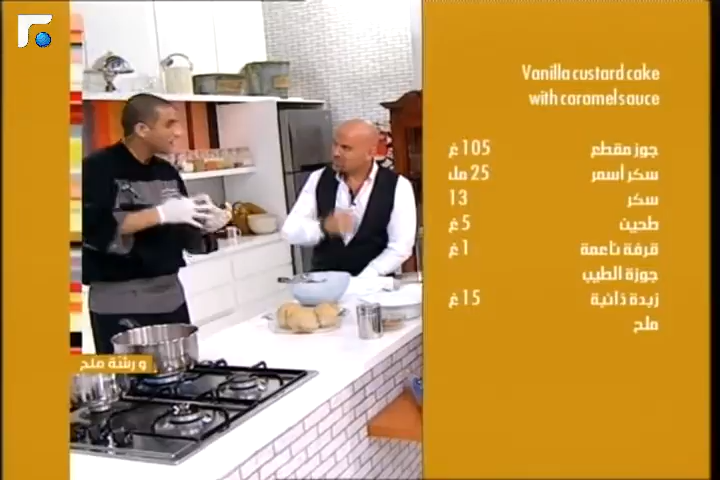 Vanilla custard cake
with caramel sauce
جوز مقطع 105 غ
سكر أسمر 25 مل
سكر 13
طحين 5 غ
قرفة ناعمة 1 غ
جوزة الطيب
زبدة ذائبة 15 غ
ملح
و رشة ملح